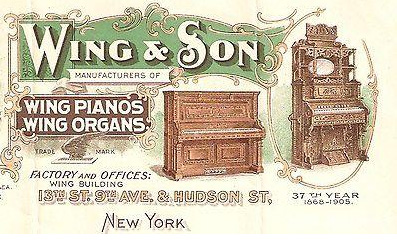 WING & SON
MANUFACTURERS OF
WING PIANOS
WING ORGANS
TRADE MARK
FACTORY AND OFFICES:
WING BUILDING
13TH ST. 9TH AVE. & HUDSON ST,
NEW YORK
37TH YEAR
1868-1905.